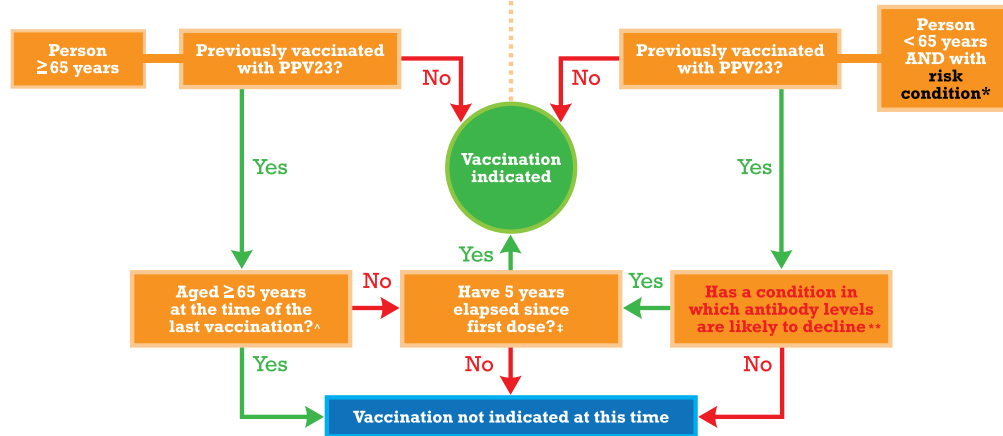 Person
≥ 65 years
Previously vaccinated
with PPV23?
No
Previously vaccinated
with PPV23?
No
Person
< 65 years
AND with
risk
condition*
Vaccination
indicated
Yes
Yes
Yes
Aged ≥ 65 years
at the time of the
last vaccination?^
No
Have 5 years
elapsed since
first dose?‡
Yes
Has a condition in
which antibody levels
are likely to decline**
Yes
No
No
Vaccination not indicated at this time